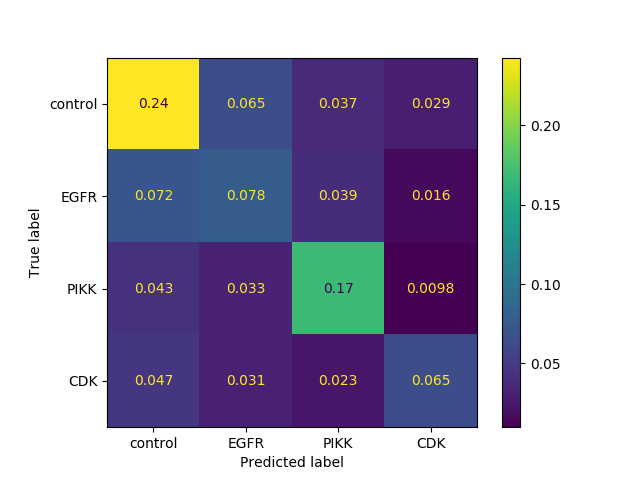 control 0.24 0.065 0.037 0.029
EGFR 0.072 0.078 0.039 0.016
PIKK 0.043 0.033 0.17 0.0098
CDK 0.047 0.031 0.023 0.065
control EGFR PIKK CDK
Predicted label
True label
0.20
0.15
0.10
0.05